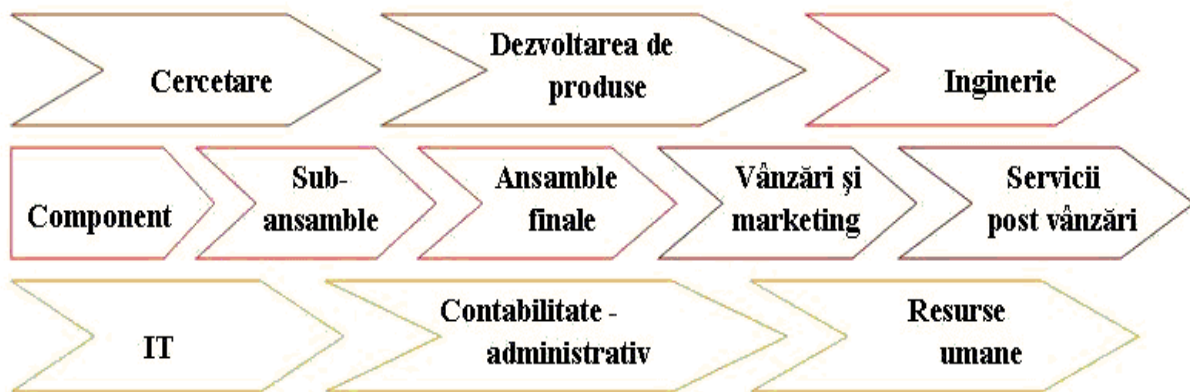 Cercetare
Dezvoltarea de
produse
Inginerie
Component
Sub-
ansamble
Ansamble
finale
Vânzări și
marketing
Servicii
post vânzări
IT
Contabilitate -
administrativ
Resurse
umane